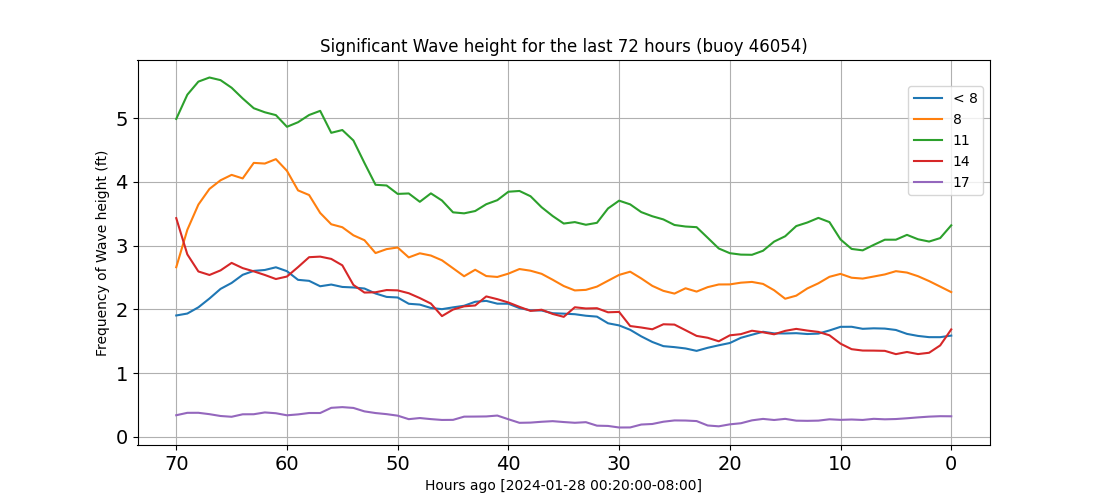 Significant Wave height for the last 72 hours (buoy 46054)
Frequency of Wave height (ft)
5
4
3
2
1
0
< 8
8
11
14
17
70 60 50 40 30 20 10 0
Hours ago [2024-01-28 00:20:00-08:00]